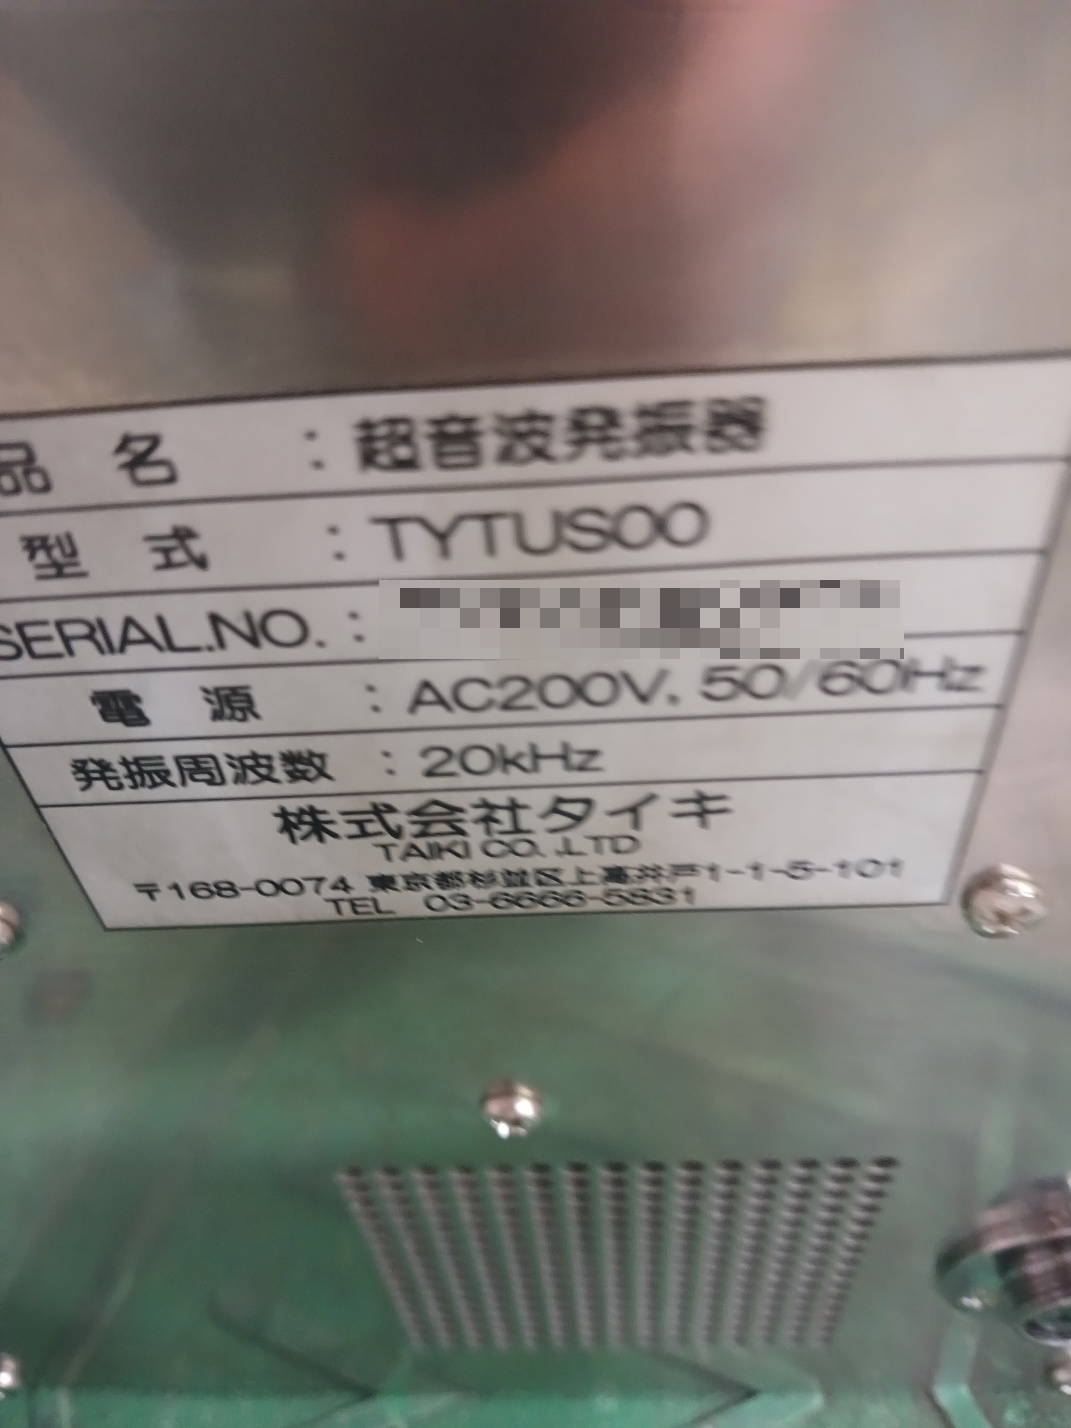 品名 : 超音波発振器
型式 : TYTUS00
SERIAL.NO. :
電源 : AC200V. 50/60Hz
発振周波数 : 20kHz
株式会社タイキ
TAIKI CO.,LTD
〒168-0074 東京都杉並区上高井戸1-1-5-101
TEL 03-6666-5831